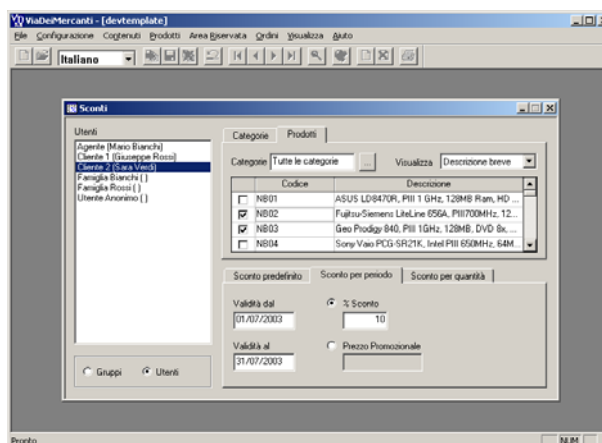 ViaDeiMercanti - [devtemplate]
File Configurazione Contenuti Prodotti Area Riservata Ordini Visualizza Aiuto
Italiano
Sconti
Utenti
Agente (Mario Bianchi)
Cliente 1 (Giuseppe Rossi)
Cliente 2 (Sara Verdi)
Famiglia Bianchi ( )
Famiglia Rossi ( )
Utente Anonimo ( )
Gruppi Utenti
Categorie Prodotti
Categorie Tutte le categorie ... Visualizza Descrizione breve
Codice Descrizione
NB01 ASUS LD8470R, PIII 1 GHz, 128MB Ram, HD ...
NB02 Fujitsu-Siemens LiteLine 656A, PIII700MHz, 12...
NB03 Geo Prodigy 840, PIII 1GHz, 128MB, DVD 8x, ...
NB04 Sony Vaio PCG-SR21K, Intel PIII 650MHz, 64M...
Sconto predefinito Sconto per periodo Sconto per quantità
Validità dal % Sconto
01/07/2003 10
Validità al Prezzo Promozionale
31/07/2003
Pronto NUM